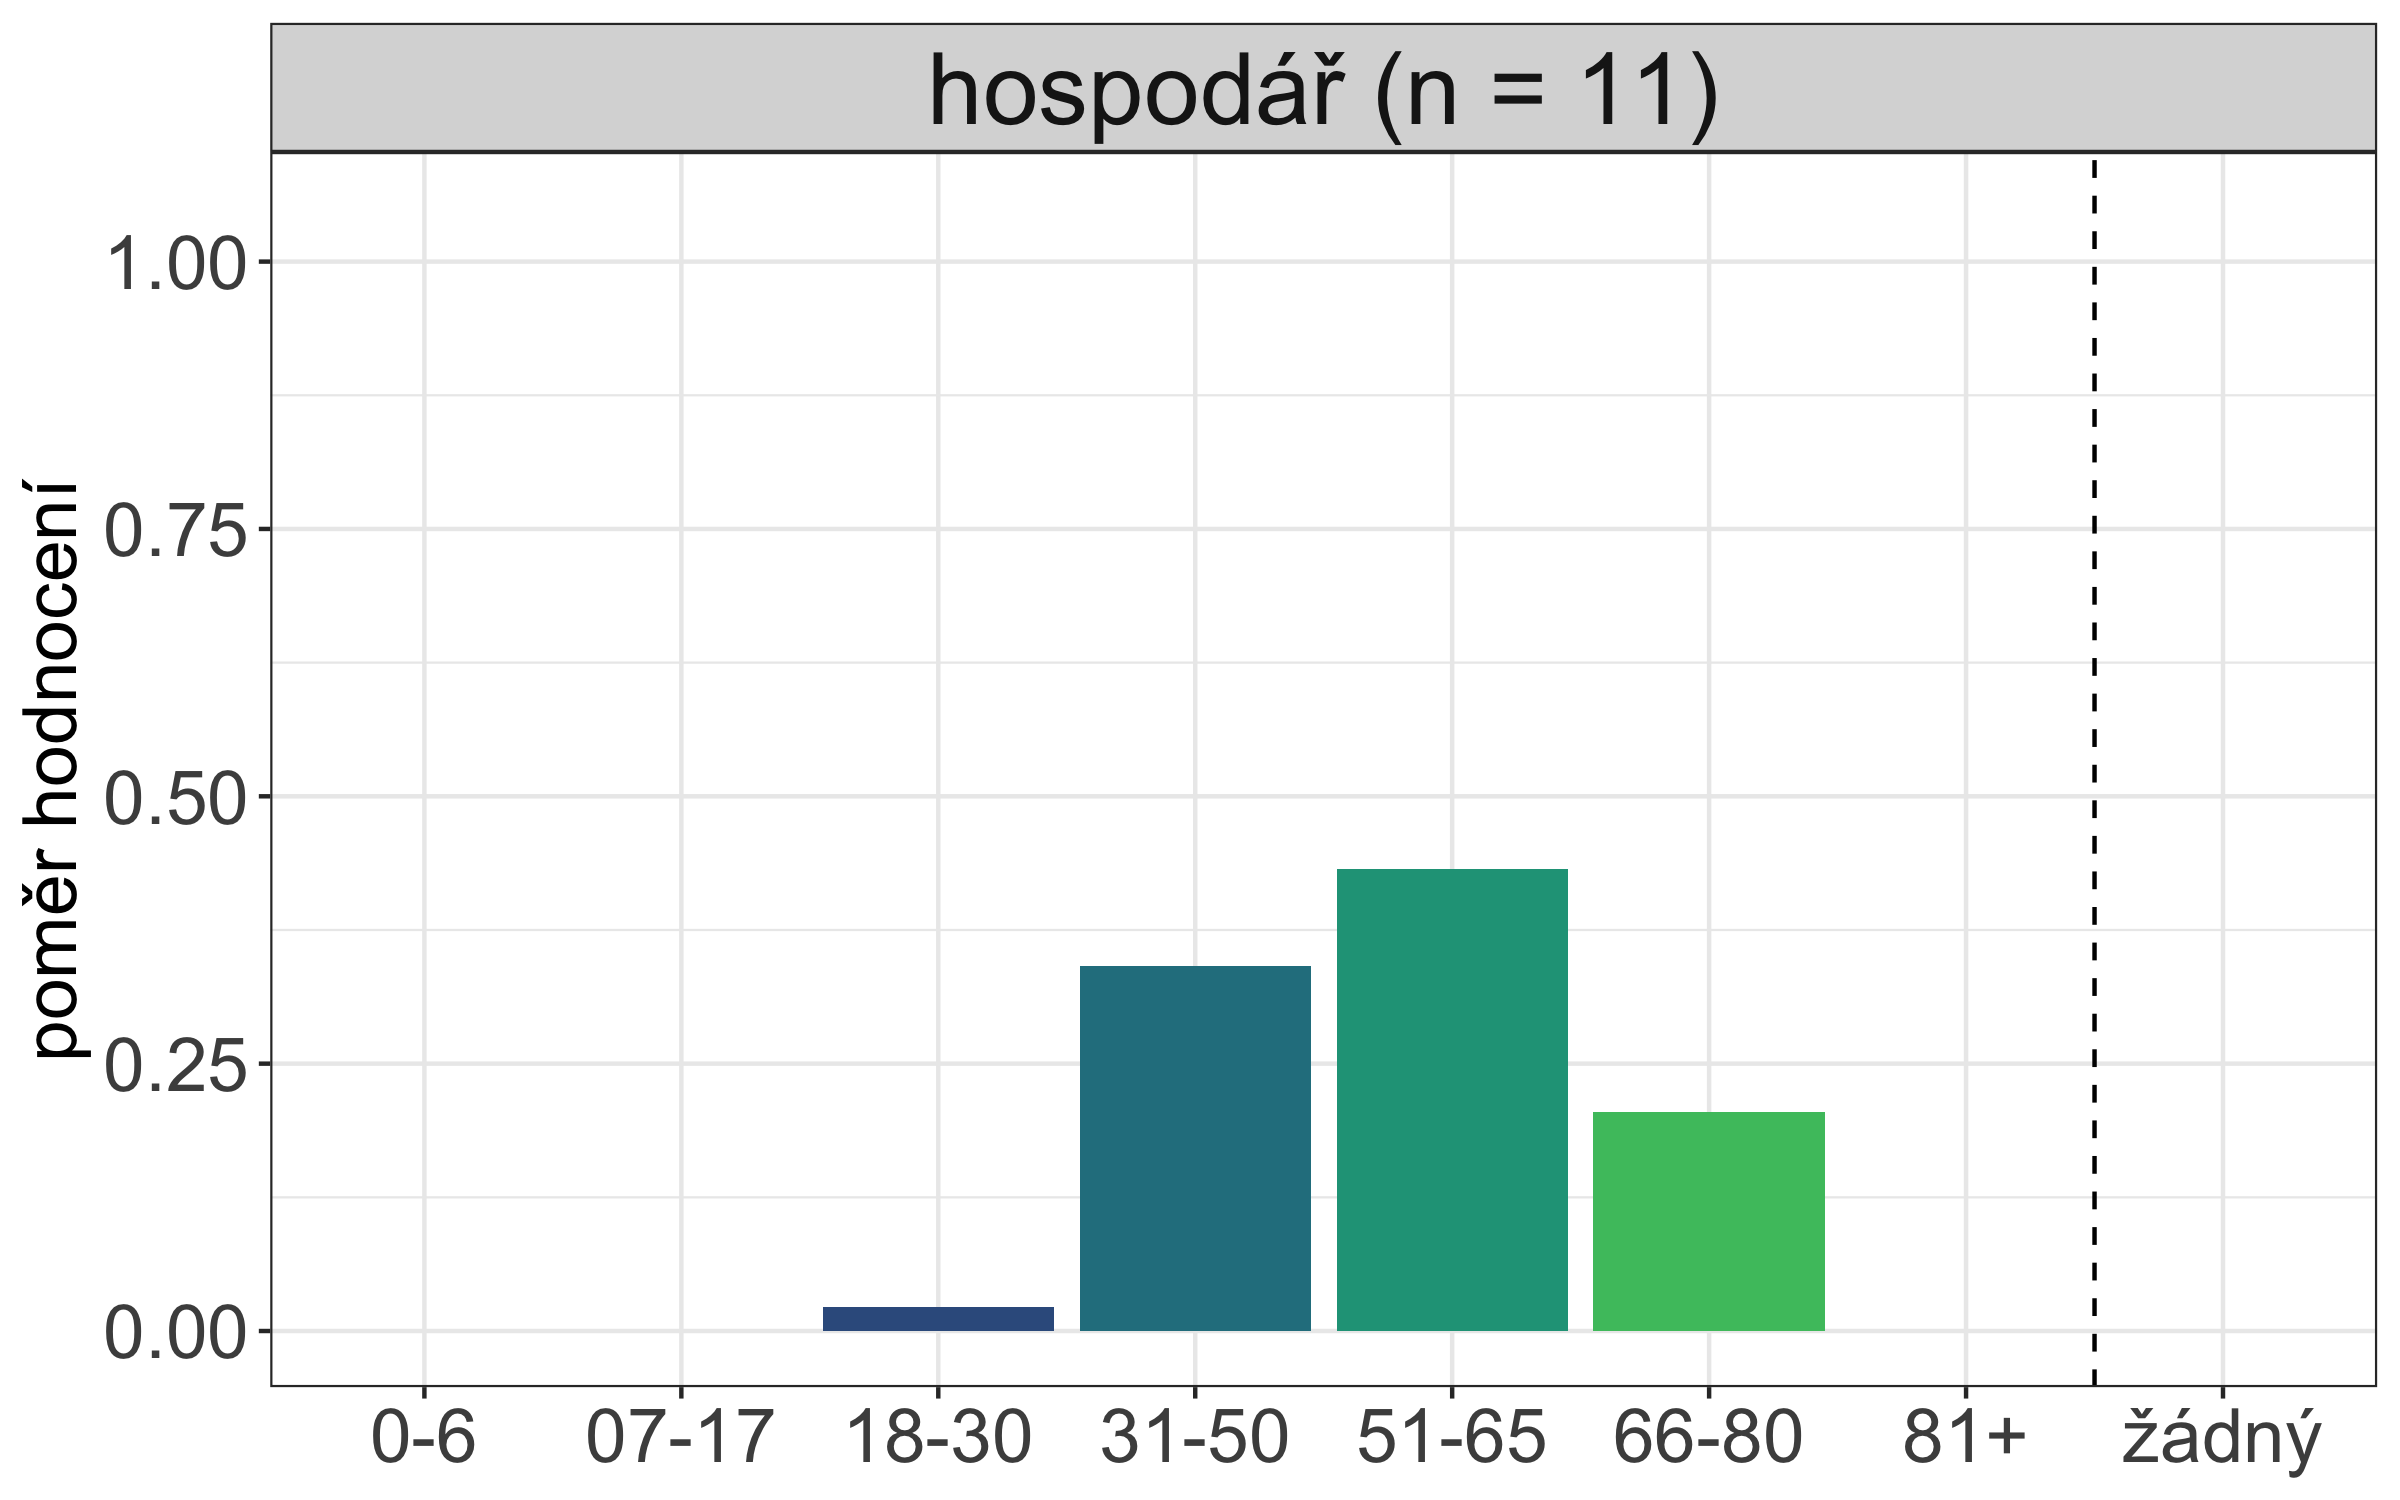 hospodář (n = 11)
poměr hodnocení
1.00
0.75
0.50
0.25
0.00
0-6 07-17 18-30 31-50 51-65 66-80 81+ žádný